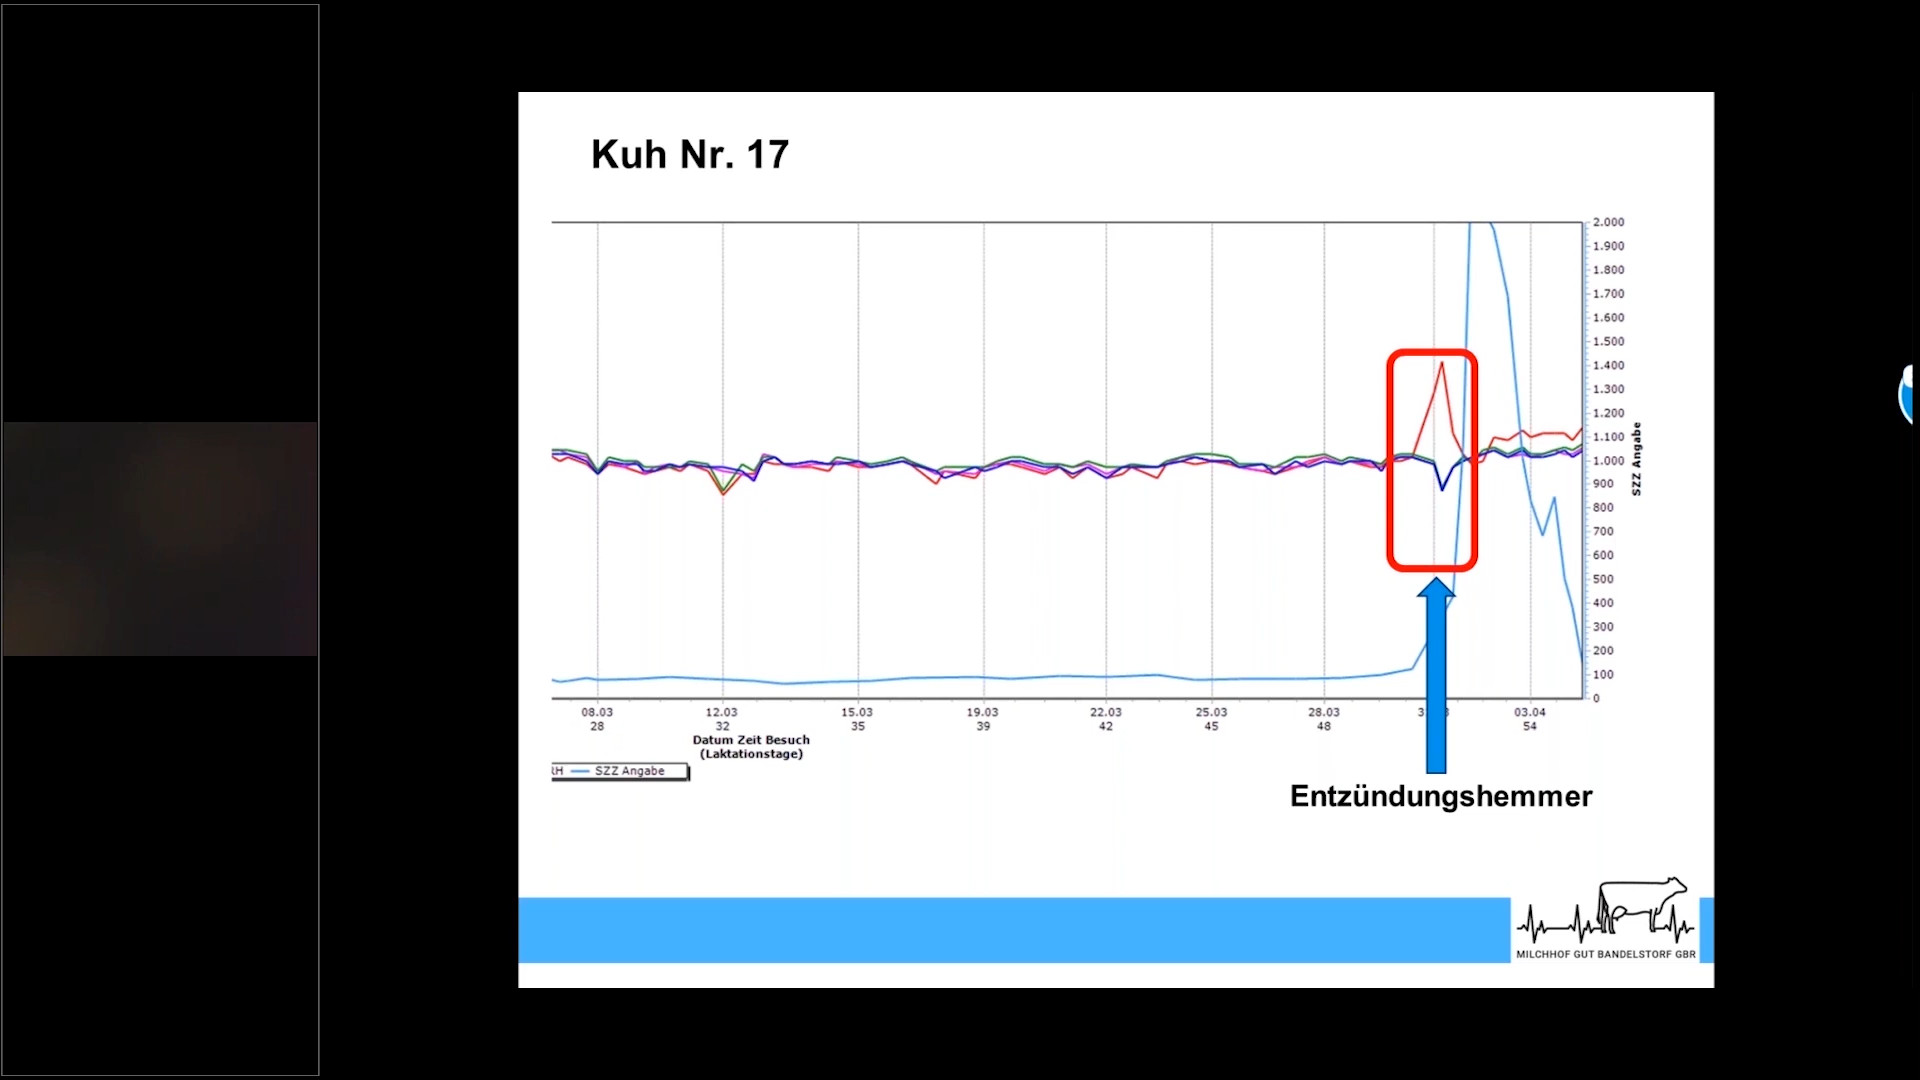 Kuh Nr. 17
2.000
1.900
1.800
1.700
1.600
1.500
1.400
1.300
1.200
1.100
1.000
900
800
700
600
500
400
300
200
100
0
SZZ Angabe
08.03 12.03 15.03 19.03 22.03 25.03 28.03 03.04
28 32 35 39 42 45 48 54
Datum Zeit Besuch
(Laktationstage)
SZZ Angabe
Entzündungshemmer
MILCHHOF GUT BANDELSTORF GBR